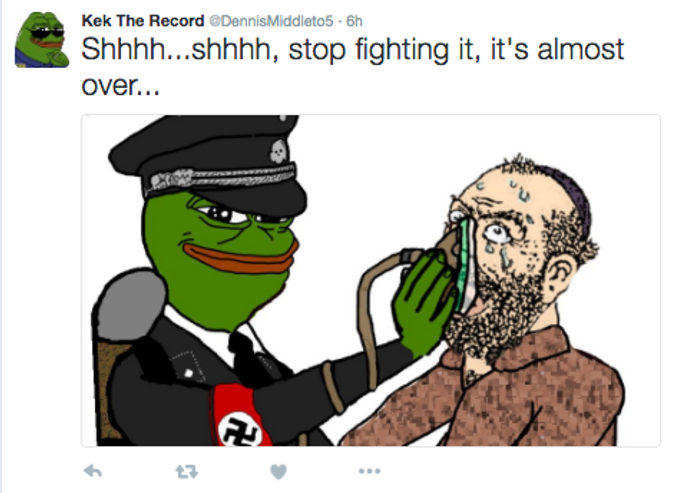 Kek The Record @DennisMiddleto5 · 6h
Shhhh...shhhh, stop fighting it, it's almost
over...